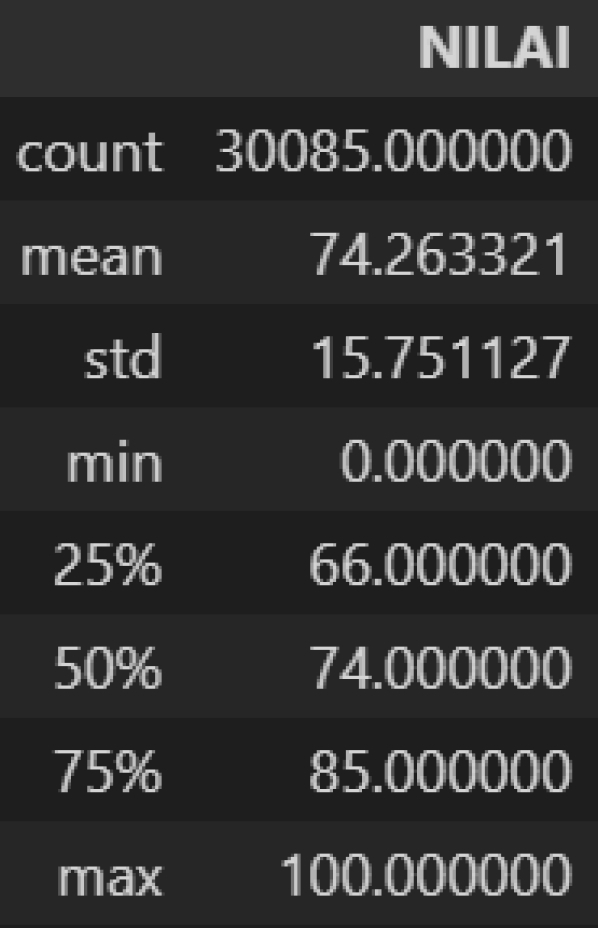 NILAI
count 30085.000000
mean 74.263321
std 15.751127
min 0.000000
25% 66.000000
50% 74.000000
75% 85.000000
max 100.000000